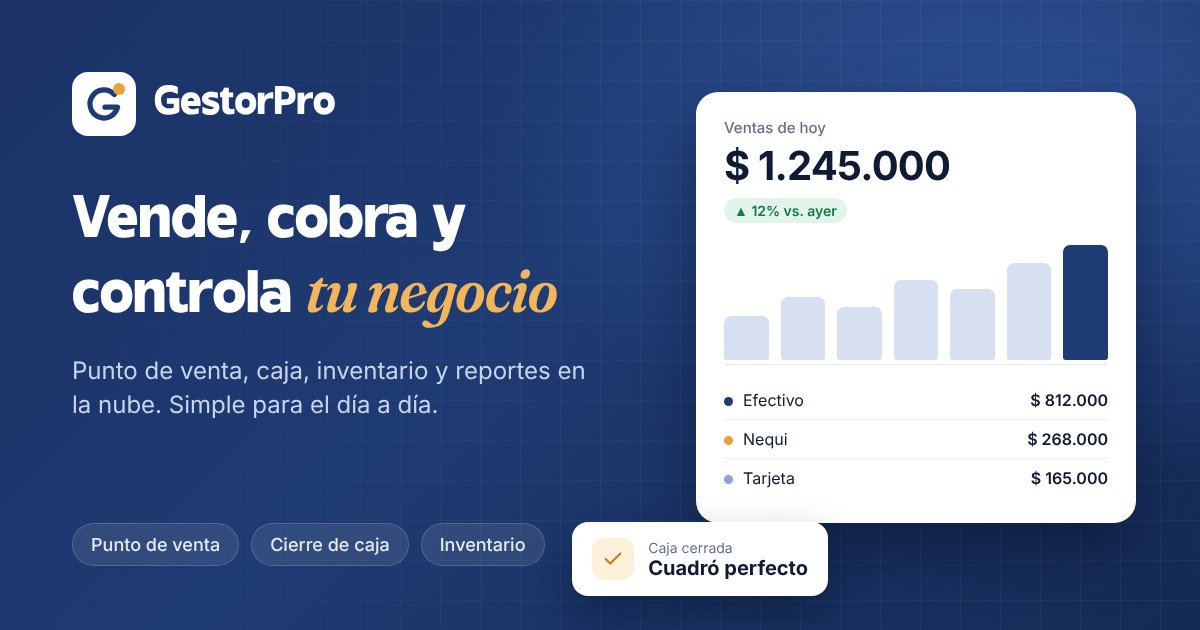 GestorPro
Vende, cobra y
controla tu negocio
Punto de venta, caja, inventario y reportes en
la nube. Simple para el día a día.
Punto de venta
Cierre de caja
Inventario
Ventas de hoy
$ 1.245.000
▲ 12% vs. ayer
Efectivo $ 812.000
Nequi $ 268.000
Tarjeta $ 165.000
Caja cerrada
Cuadró perfecto